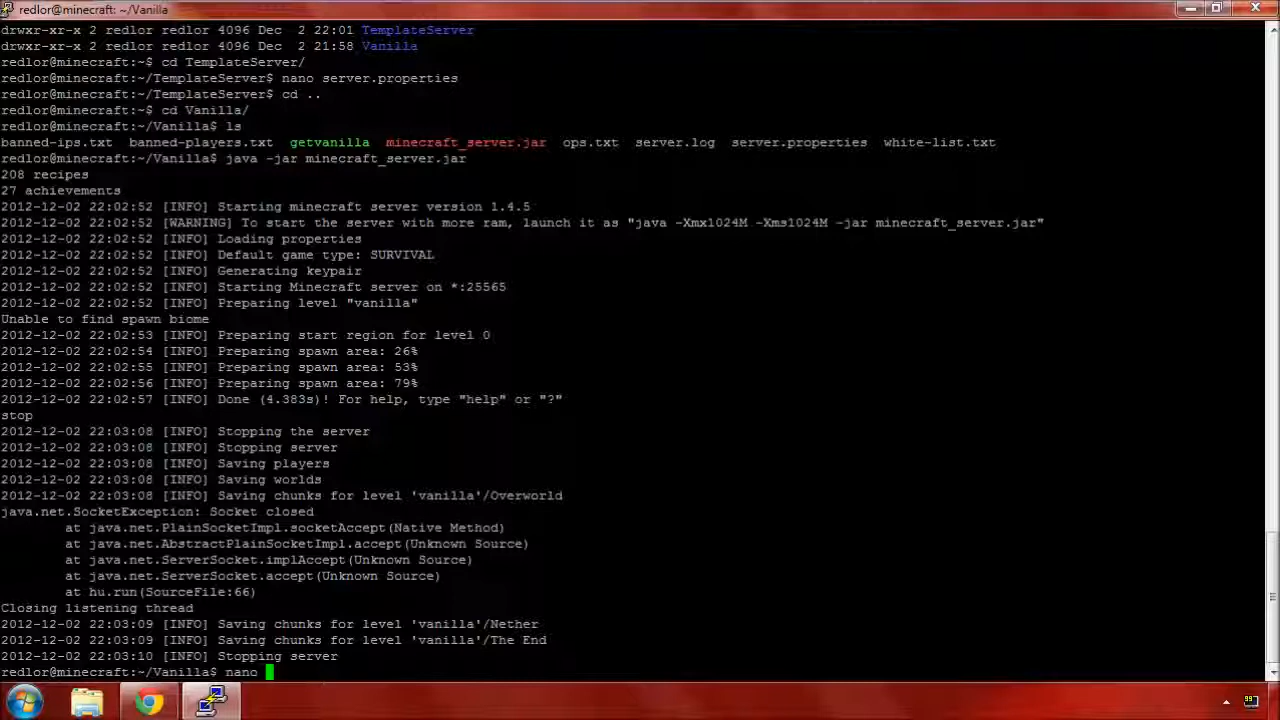 redlor@minecraft: ~/Vanilla
drwxr-xr-x 2 redlor redlor 4096 Dec  2 22:01 TemplateServer
drwxr-xr-x 2 redlor redlor 4096 Dec  2 21:58 Vanilla
redlor@minecraft:~$ cd TemplateServer/
redlor@minecraft:~/TemplateServer$ nano server.properties
redlor@minecraft:~/TemplateServer$ cd ..
redlor@minecraft:~$ cd Vanilla/
redlor@minecraft:~/Vanilla$ ls
banned-ips.txt  banned-players.txt  getvanilla  minecraft_server.jar  ops.txt  server.log  server.properties  white-list.txt
redlor@minecraft:~/Vanilla$ java -jar minecraft_server.jar
208 recipes
27 achievements
2012-12-02 22:02:52 [INFO] Starting minecraft server version 1.4.5
2012-12-02 22:02:52 [WARNING] To start the server with more ram, launch it as "java -Xmx1024M -Xms1024M -jar minecraft_server.jar"
2012-12-02 22:02:52 [INFO] Loading properties
2012-12-02 22:02:52 [INFO] Default game type: SURVIVAL
2012-12-02 22:02:52 [INFO] Generating keypair
2012-12-02 22:02:52 [INFO] Starting Minecraft server on *:25565
2012-12-02 22:02:52 [INFO] Preparing level "vanilla"
Unable to find spawn biome
2012-12-02 22:02:53 [INFO] Preparing start region for level 0
2012-12-02 22:02:54 [INFO] Preparing spawn area: 26%
2012-12-02 22:02:55 [INFO] Preparing spawn area: 53%
2012-12-02 22:02:56 [INFO] Preparing spawn area: 79%
2012-12-02 22:02:57 [INFO] Done (4.383s)! For help, type "help" or "?"
stop
2012-12-02 22:03:08 [INFO] Stopping the server
2012-12-02 22:03:08 [INFO] Stopping server
2012-12-02 22:03:08 [INFO] Saving players
2012-12-02 22:03:08 [INFO] Saving worlds
2012-12-02 22:03:08 [INFO] Saving chunks for level 'vanilla'/Overworld
java.net.SocketException: Socket closed
        at java.net.PlainSocketImpl.socketAccept(Native Method)
        at java.net.AbstractPlainSocketImpl.accept(Unknown Source)
        at java.net.ServerSocket.implAccept(Unknown Source)
        at java.net.ServerSocket.accept(Unknown Source)
        at hu.run(SourceFile:66)
Closing listening thread
2012-12-02 22:03:09 [INFO] Saving chunks for level 'vanilla'/Nether
2012-12-02 22:03:09 [INFO] Saving chunks for level 'vanilla'/The End
2012-12-02 22:03:10 [INFO] Stopping server
redlor@minecraft:~/Vanilla$ nano
99